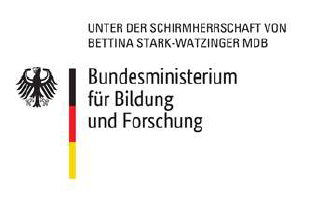 UNTER DER SCHIRMHERRSCHAFT VON
BETTINA STARK-WATZINGER MDB
Bundesministerium
für Bildung
und Forschung